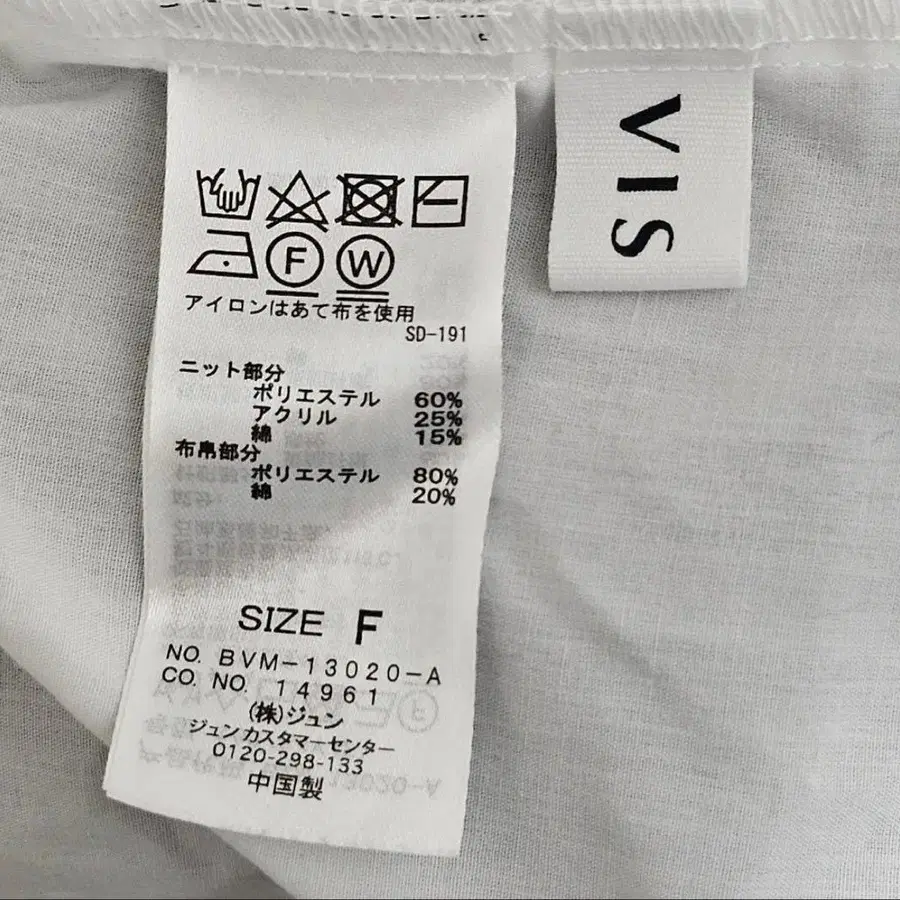 VIS
F W
アイロンはあて布を使用
SD-191
ニット部分
ポリエステル 60%
アクリル 25%
綿 15%
布帛部分
ポリエステル 80%
綿 20%
SIZE F
NO. BVM-13020-A
CO. NO. 14961
(株)ジュン
ジュンカスタマーセンター
0120-298-133
中国製